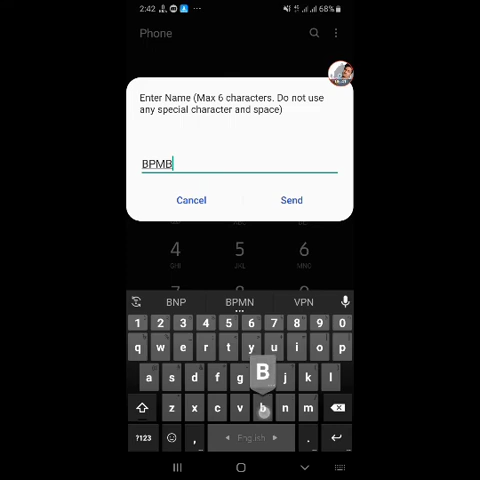 2:42
68%
Phone
Enter Name (Max 6 characters. Do not use
any special character and space)
BPMB
Cancel Send
4 5 6
GHI JKL MNO
BNP BPMN VPN
1 2 3 4 5 6 7 8 9 0
q w e r t y u i o p
a s d f g B j k l
z x c v b n m
?123 , English .